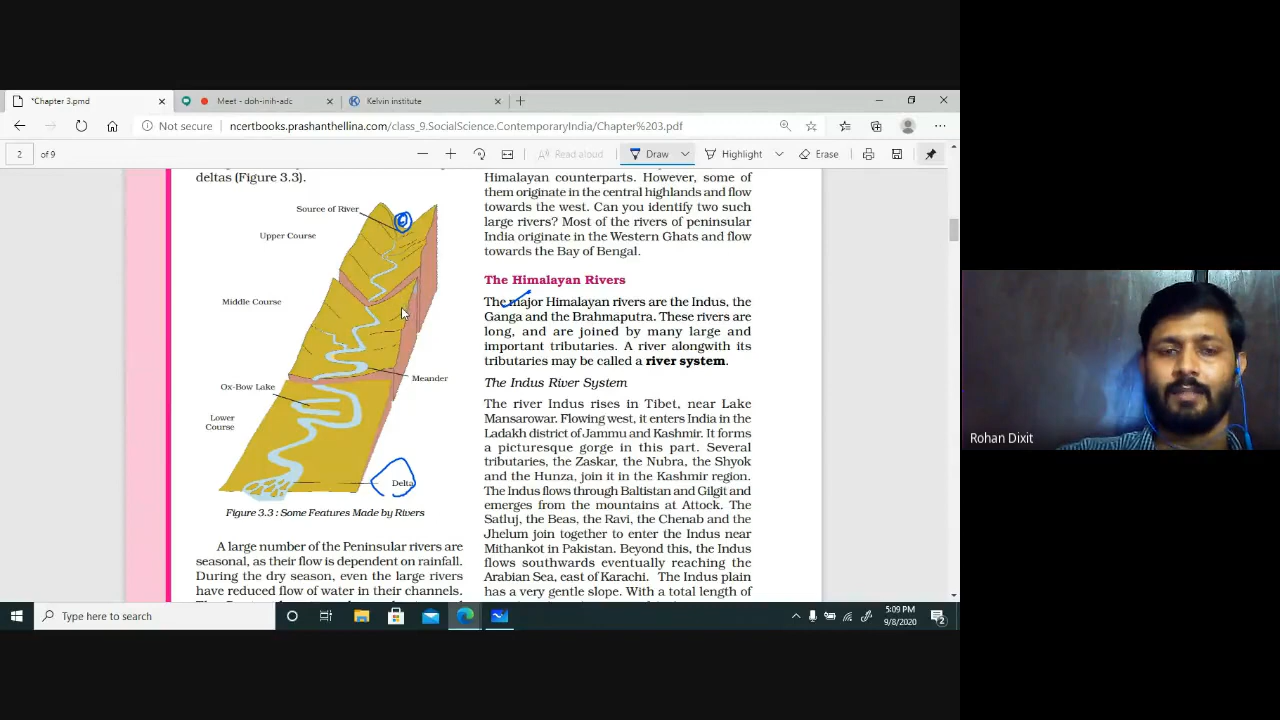 *Chapter 3.pmd
Meet - doh-inih-adc
Kelvin institute
Not secure
ncertbooks.prashanthellina.com/class_9.SocialScience.ContemporaryIndia/Chapter%203.pdf
2 of 9
Read aloud
Draw
Highlight
Erase
deltas (Figure 3.3).
Source of River
Upper Course
Middle Course
Meander
Ox-Bow Lake
Lower
Course
Delta
Figure 3.3 : Some Features Made by Rivers
A large number of the Peninsular rivers are
seasonal, as their flow is dependent on rainfall.
During the dry season, even the large rivers
have reduced flow of water in their channels.
Himalayan counterparts. However, some of
them originate in the central highlands and flow
towards the west. Can you identify two such
large rivers? Most of the rivers of peninsular
India originate in the Western Ghats and flow
towards the Bay of Bengal.
The Himalayan Rivers
The major Himalayan rivers are the Indus, the
Ganga and the Brahmaputra. These rivers are
long, and are joined by many large and
important tributaries. A river alongwith its
tributaries may be called a river system.
The Indus River System
The river Indus rises in Tibet, near Lake
Mansarowar. Flowing west, it enters India in the
Ladakh district of Jammu and Kashmir. It forms
a picturesque gorge in this part. Several
tributaries, the Zaskar, the Nubra, the Shyok
and the Hunza, join it in the Kashmir region.
The Indus flows through Baltistan and Gilgit and
emerges from the mountains at Attock. The
Satluj, the Beas, the Ravi, the Chenab and the
Jhelum join together to enter the Indus near
Mithankot in Pakistan. Beyond this, the Indus
flows southwards eventually reaching the
Arabian Sea, east of Karachi. The Indus plain
has a very gentle slope. With a total length of
Rohan Dixit
Type here to search
5:09 PM
9/8/2020
2